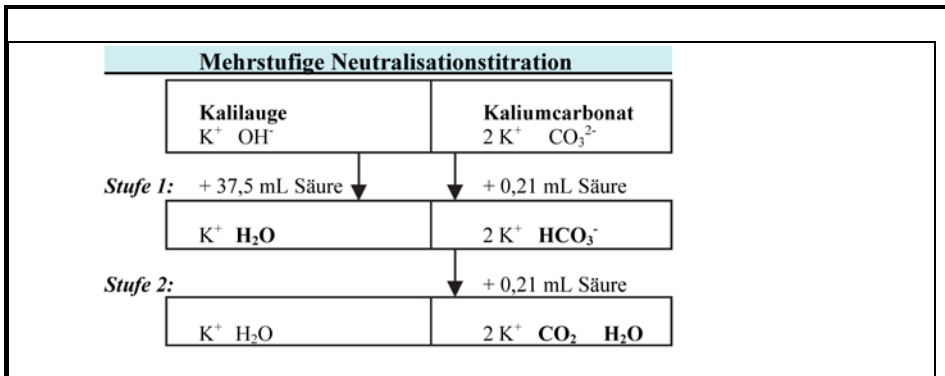 Mehrstufige Neutralisationstitration
Kalilauge Kaliumcarbonat
K⁺ OH⁻ 2 K⁺ CO₃²⁻
Stufe 1: + 37,5 mL Säure + 0,21 mL Säure
K⁺ H₂O 2 K⁺ HCO₃⁻
Stufe 2: + 0,21 mL Säure
K⁺ H₂O 2 K⁺ CO₂ H₂O